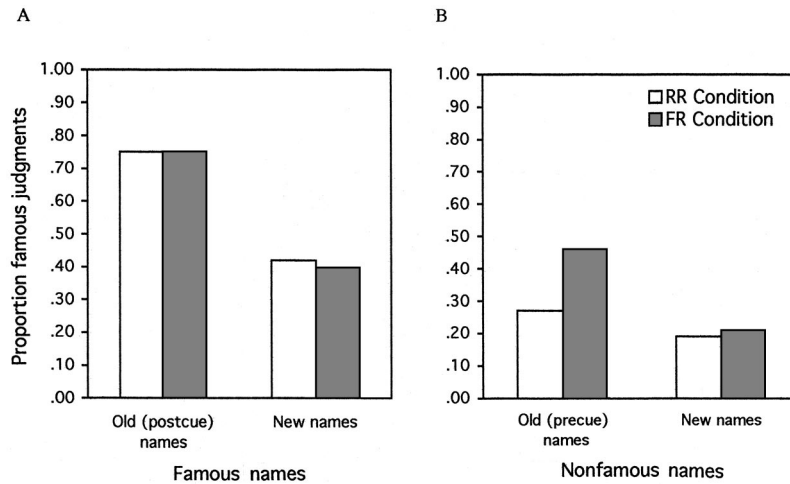 A
Proportion famous judgments
1.00
.90
.80
.70
.60
.50
.40
.30
.20
.10
.00
Old (postcue)
names
New names
Famous names
B
1.00
.90
.80
.70
.60
.50
.40
.30
.20
.10
.00
RR Condition
FR Condition
Old (precue)
names
New names
Nonfamous names